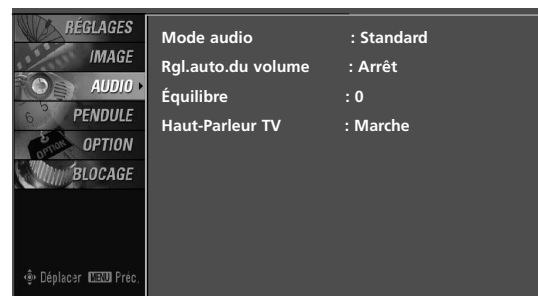 RÉGLAGES
IMAGE
AUDIO
PENDULE
OPTION
BLOCAGE
Déplacer MENU Préc.
Mode audio : Standard
Rgl.auto.du volume : Arrêt
Équilibre : 0
Haut-Parleur TV : Marche